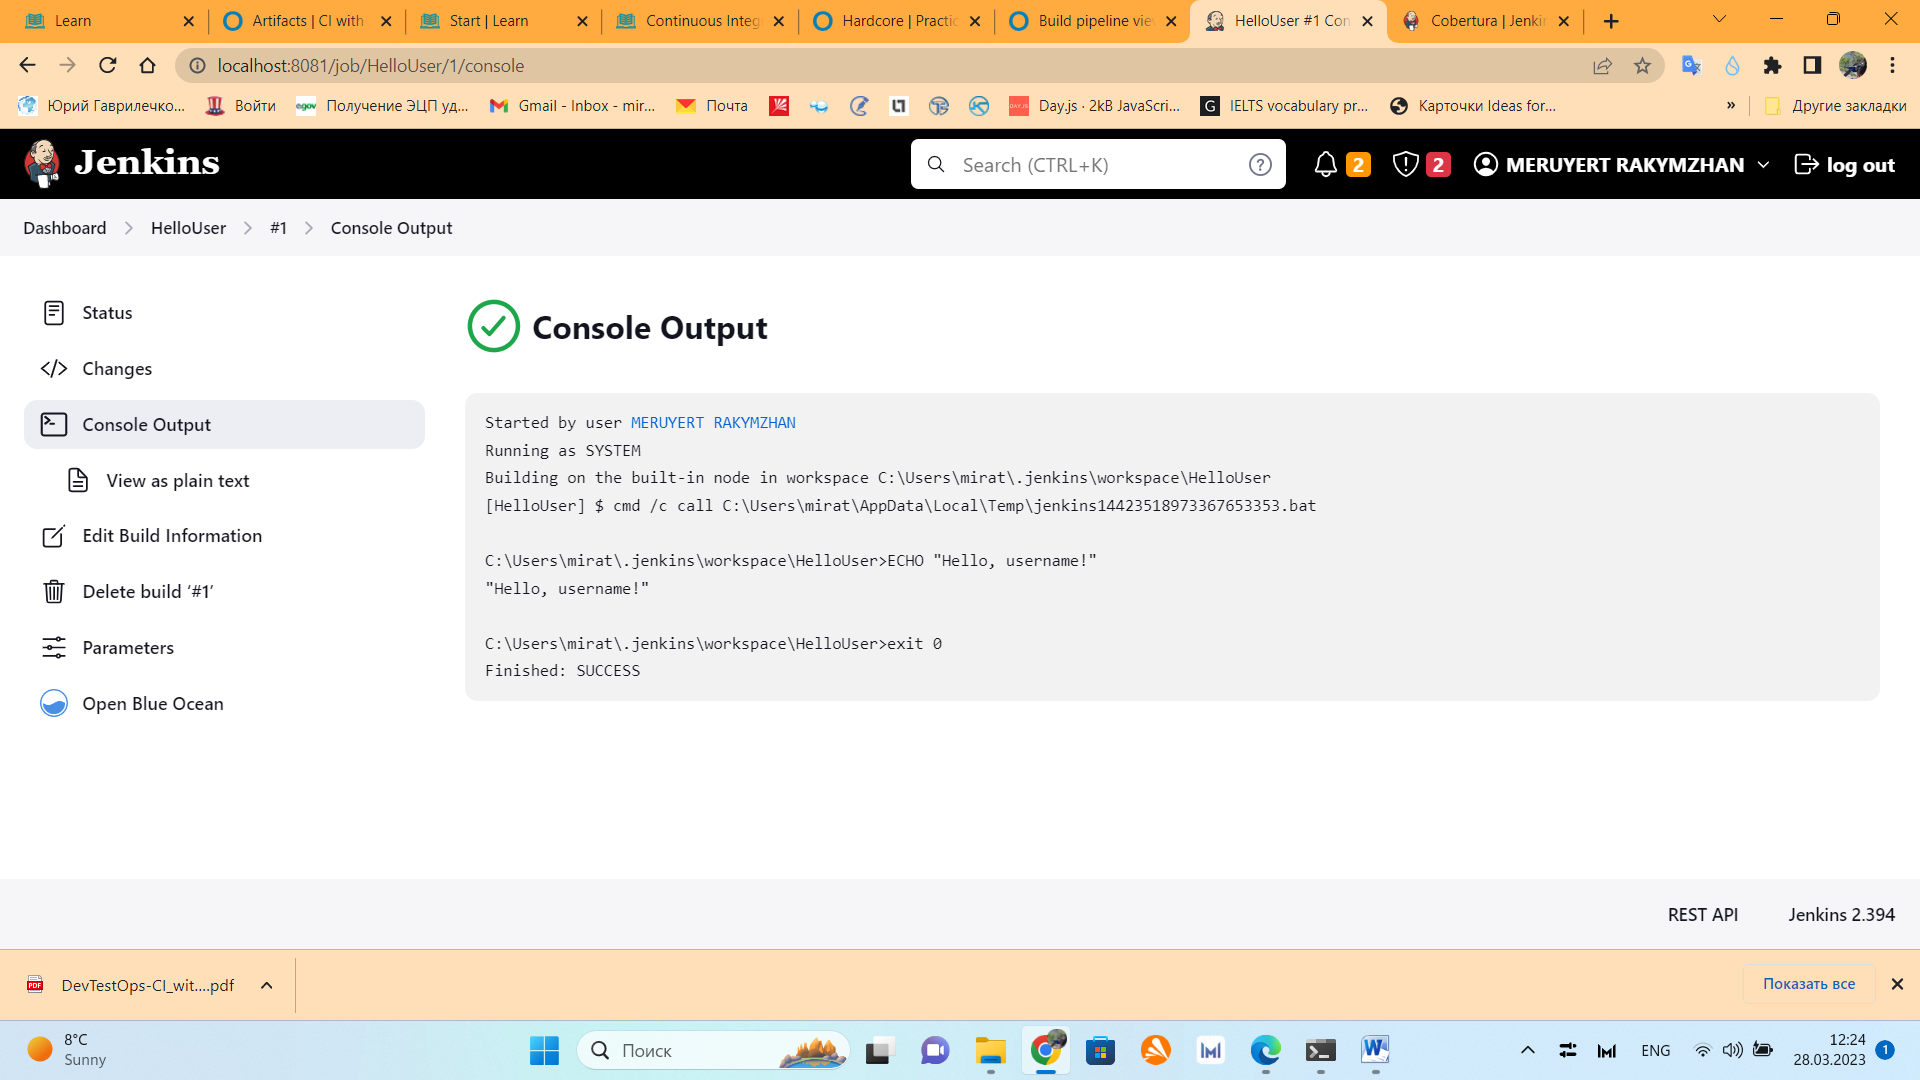 Learn
Artifacts | CI with
Start | Learn
Continuous Integ
Hardcore | Practic
Build pipeline vie
HelloUser #1 Con
Cobertura | Jenkin
localhost:8081/job/HelloUser/1/console
Юрий Гаврилечко...
Войти
Получение ЭЦП уд...
Gmail - Inbox - mir...
Почта
Day.js · 2kB JavaScri...
IELTS vocabulary pr...
Карточки Ideas for...
»
Другие закладки
Jenkins
Search (CTRL+K)
2
2
MERUYERT RAKYMZHAN
log out
Dashboard
HelloUser
#1
Console Output
Status
Changes
Console Output
View as plain text
Edit Build Information
Delete build ‘#1’
Parameters
Open Blue Ocean
Console Output
Started by user MERUYERT RAKYMZHAN
Running as SYSTEM
Building on the built-in node in workspace C:\Users\mirat\.jenkins\workspace\HelloUser
[HelloUser] $ cmd /c call C:\Users\mirat\AppData\Local\Temp\jenkins14423518973367653353.bat
C:\Users\mirat\.jenkins\workspace\HelloUser>ECHO "Hello, username!"
"Hello, username!"
C:\Users\mirat\.jenkins\workspace\HelloUser>exit 0
Finished: SUCCESS
REST API
Jenkins 2.394
DevTestOps-CI_wit....pdf
Показать все
8°C
Sunny
Поиск
ENG
12:24
28.03.2023
1